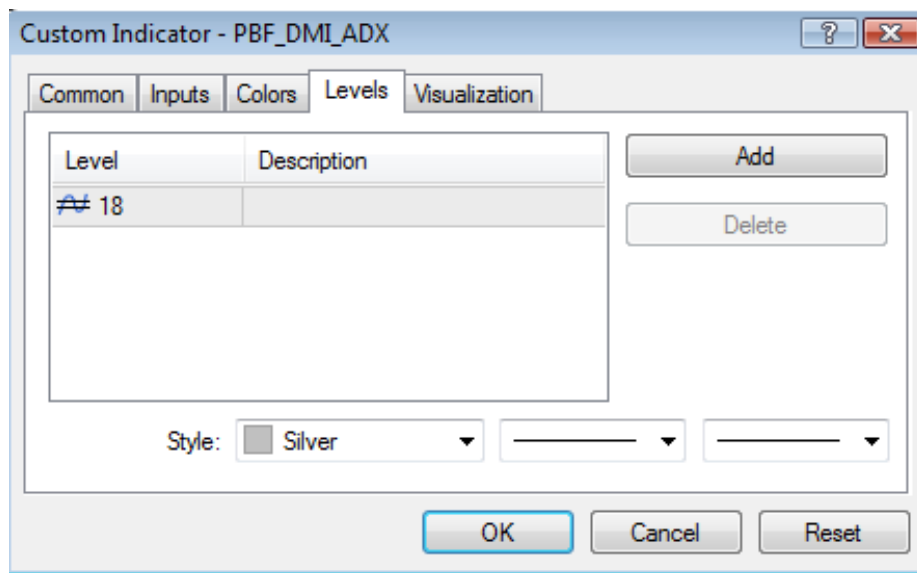 Custom Indicator - PBF_DMI_ADX
Common Inputs Colors Levels Visualization
Level Description
18
Add
Delete
Style: Silver
OK Cancel Reset